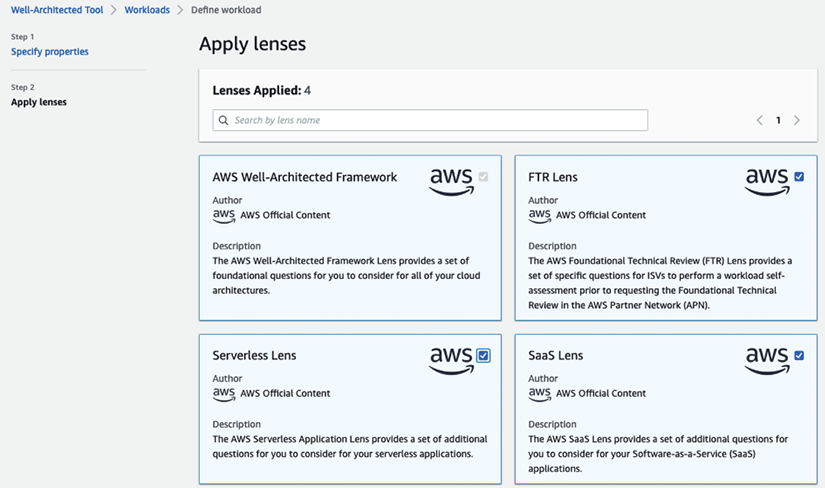 Well-Architected Tool > Workloads > Define workload
Step 1
Specify properties
Step 2
Apply lenses
Apply lenses
Lenses Applied: 4
Search by lens name
< 1 >
AWS Well-Architected Framework
aws
Author
aws AWS Official Content
Description
The AWS Well-Architected Framework Lens provides a set of
foundational questions for you to consider for all of your cloud
architectures.
FTR Lens
aws
Author
aws AWS Official Content
Description
The AWS Foundational Technical Review (FTR) Lens provides a
set of specific questions for ISVs to perform a workload self-
assessment prior to requesting the Foundational Technical
Review in the AWS Partner Network (APN).
Serverless Lens
aws
Author
aws AWS Official Content
Description
The AWS Serverless Application Lens provides a set of additional
questions for you to consider for your serverless applications.
SaaS Lens
aws
Author
aws AWS Official Content
Description
The AWS SaaS Lens provides a set of additional questions for
you to consider for your Software-as-a-Service (SaaS)
applications.